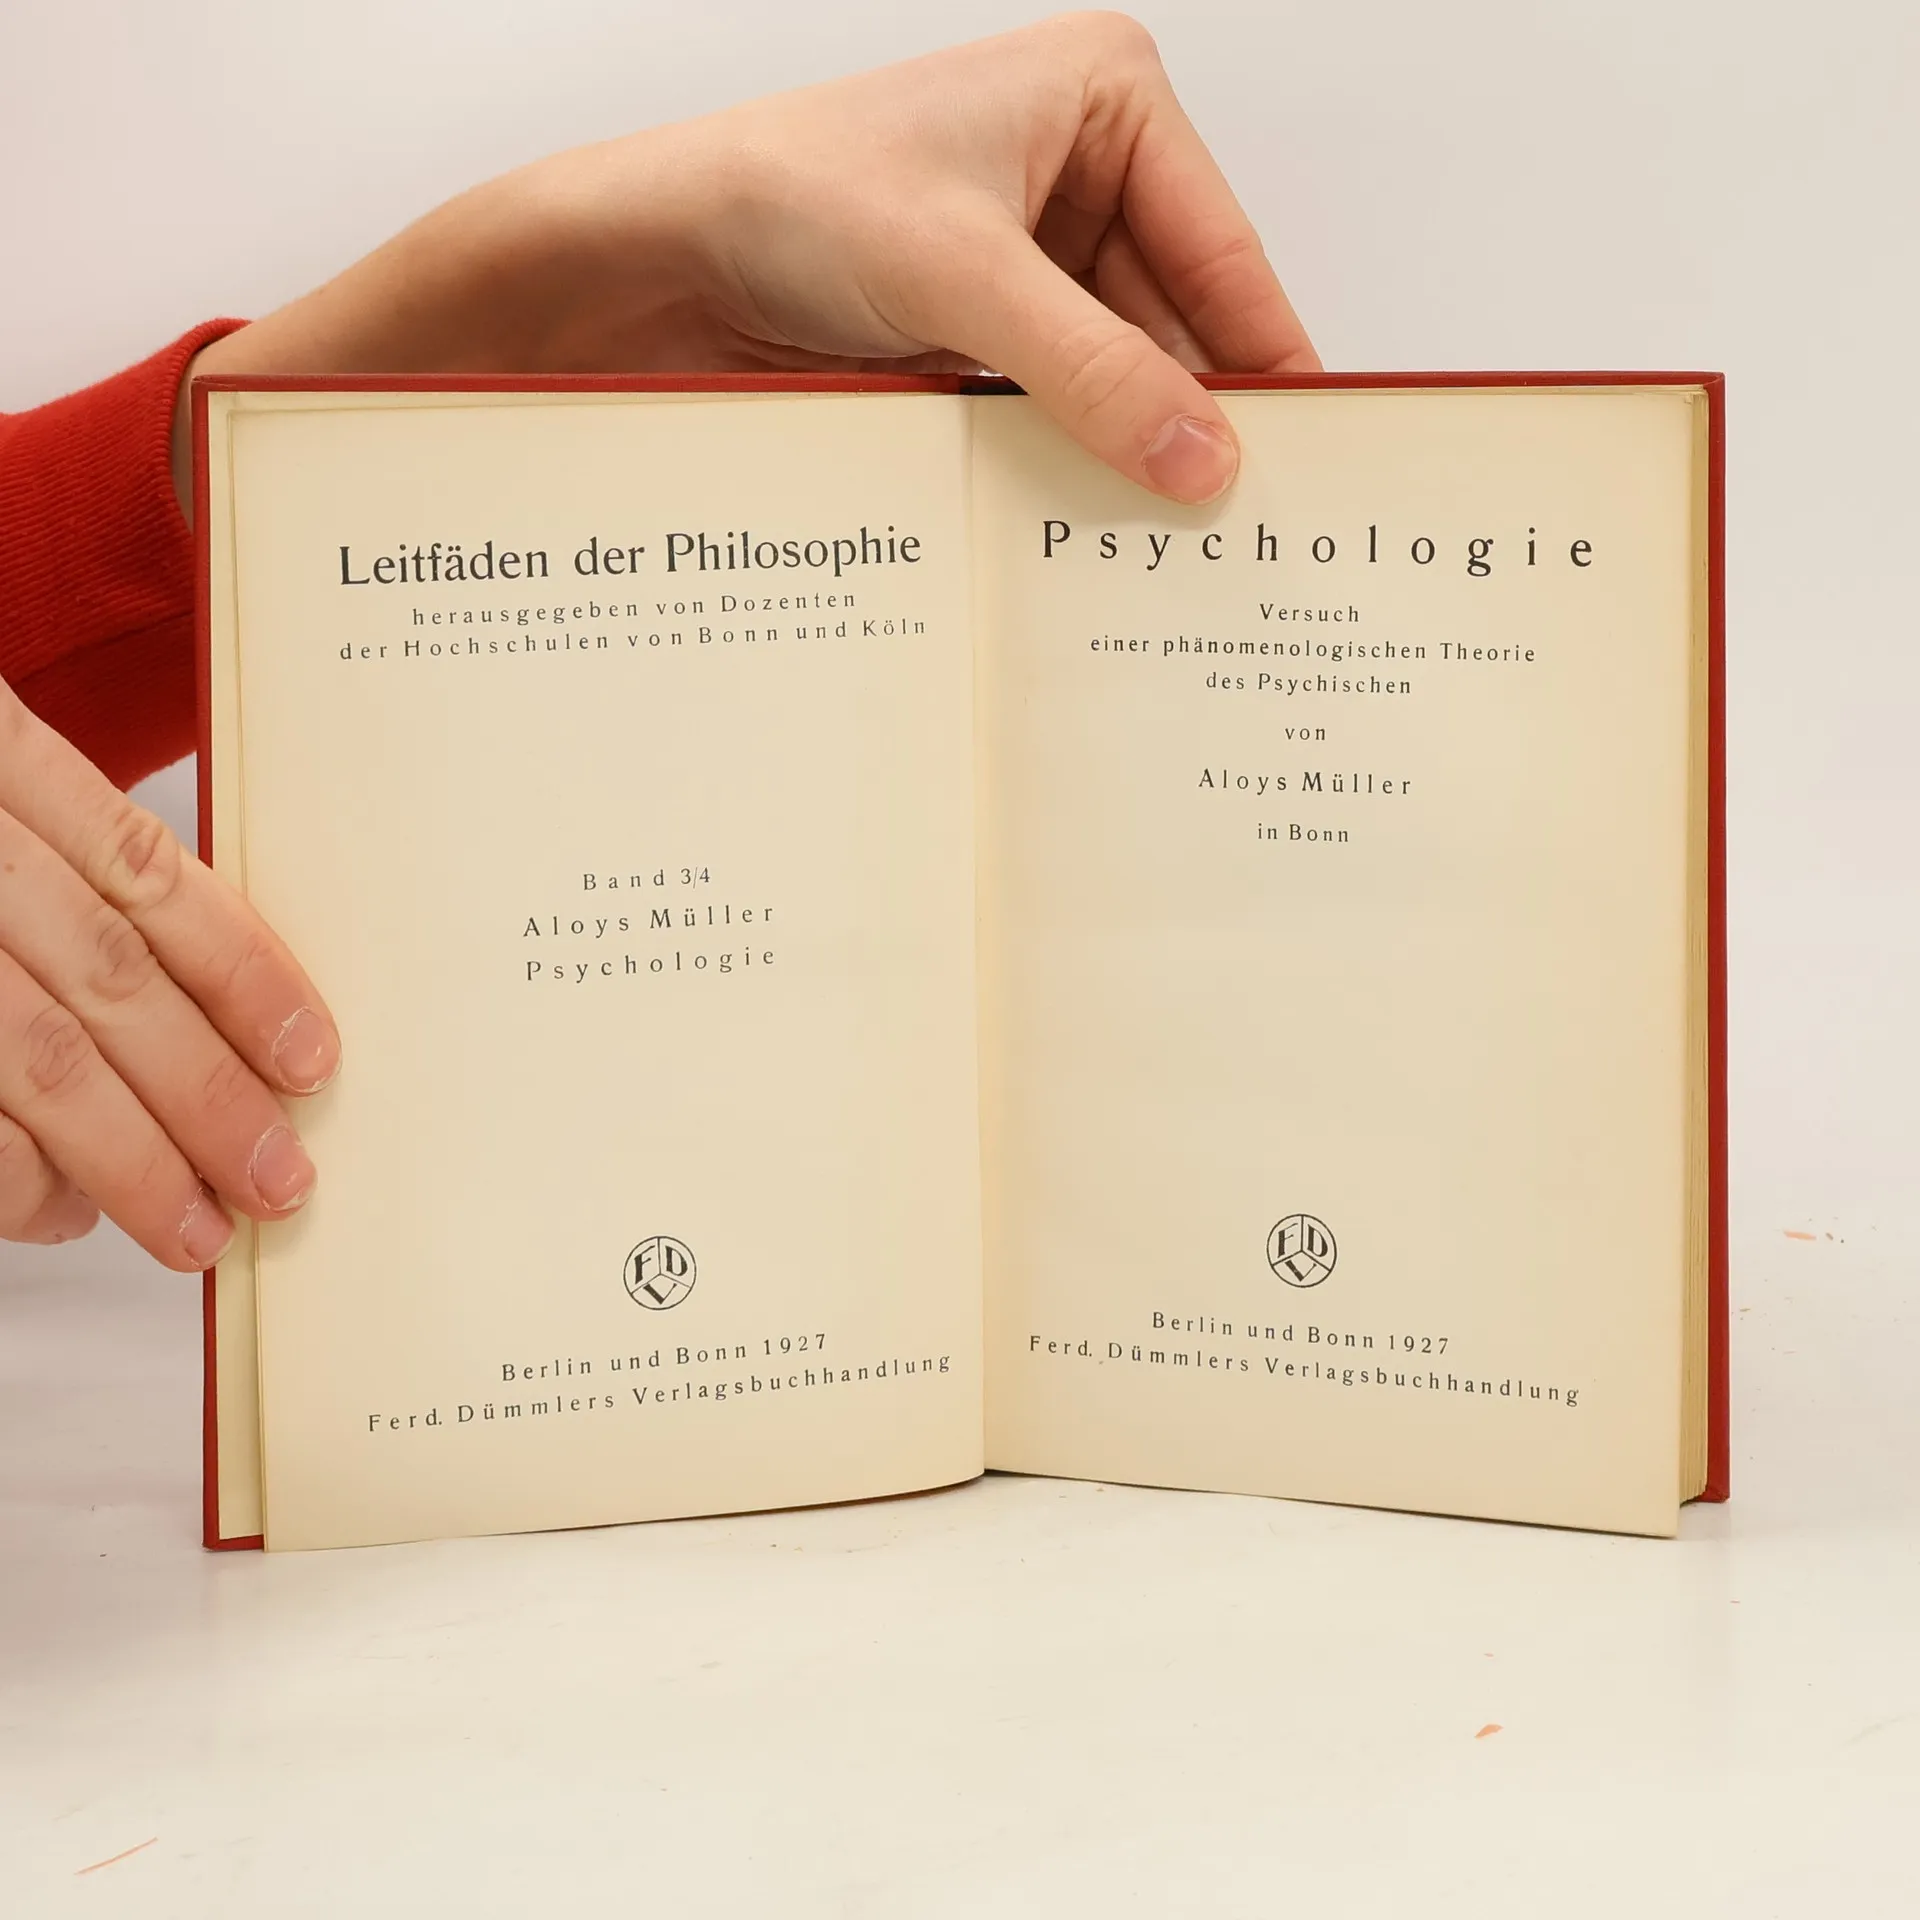 Leitfäden der Philosophie
herausgegeben von Dozenten
der Hochschulen von Bonn und Köln
Band 3/4
Aloys Müller
Psychologie
FDV
Berlin und Bonn 1927
Ferd. Dümmlers Verlagsbuchhandlung
Psychologie
Versuch
einer phänomenologischen Theorie
des Psychischen
von
Aloys Müller
in Bonn
FDV
Berlin und Bonn 1927
Ferd. Dümmlers Verlagsbuchhandlung